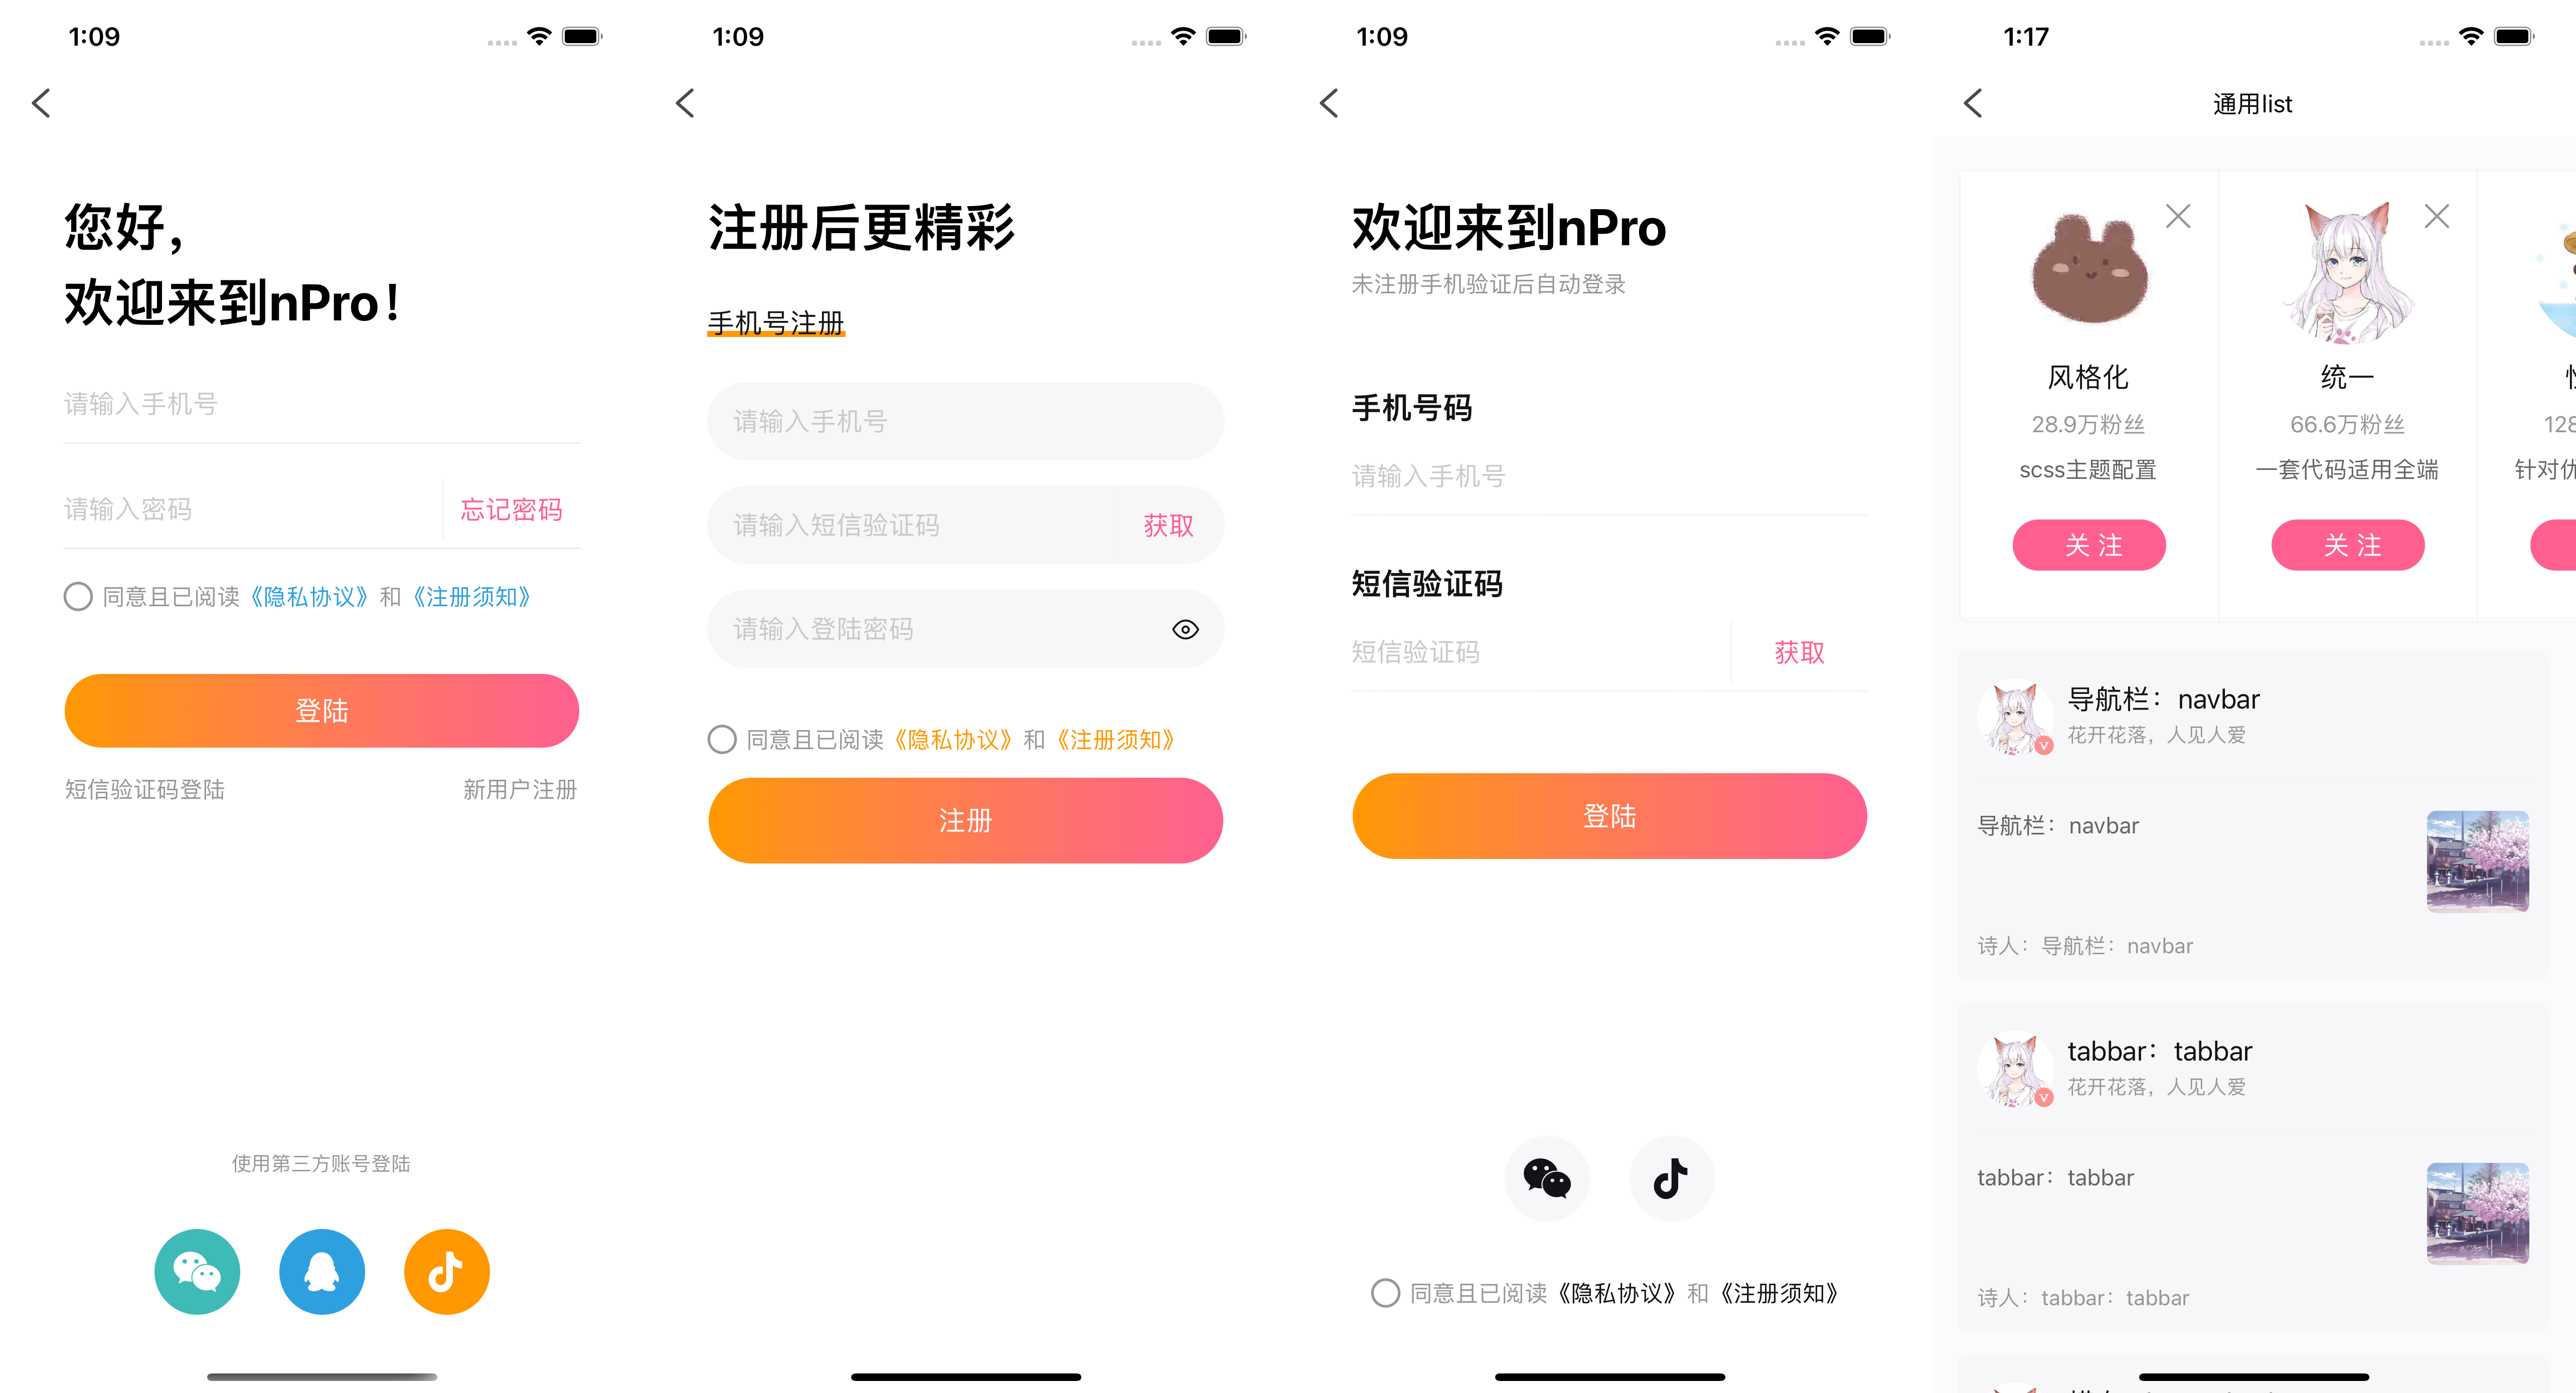 1:09
您好，
欢迎来到nPro！
请输入手机号
请输入密码
忘记密码
同意且已阅读《隐私协议》和《注册须知》
登陆
短信验证码登陆
新用户注册
使用第三方账号登陆
1:09
注册后更精彩
手机号注册
请输入手机号
请输入短信验证码
获取
请输入登陆密码
同意且已阅读《隐私协议》和《注册须知》
注册
1:09
欢迎来到nPro
未注册手机验证后自动登录
手机号码
请输入手机号
短信验证码
短信验证码
获取
登陆
同意且已阅读《隐私协议》和《注册须知》
1:17
通用list
风格化
28.9万粉丝
scss主题配置
关 注
统一
66.6万粉丝
一套代码适用全端
关 注
128
针对优
导航栏：navbar
花开花落，人见人爱
导航栏：navbar
诗人：导航栏：navbar
tabbar：tabbar
花开花落，人见人爱
tabbar：tabbar
诗人：tabbar：tabbar